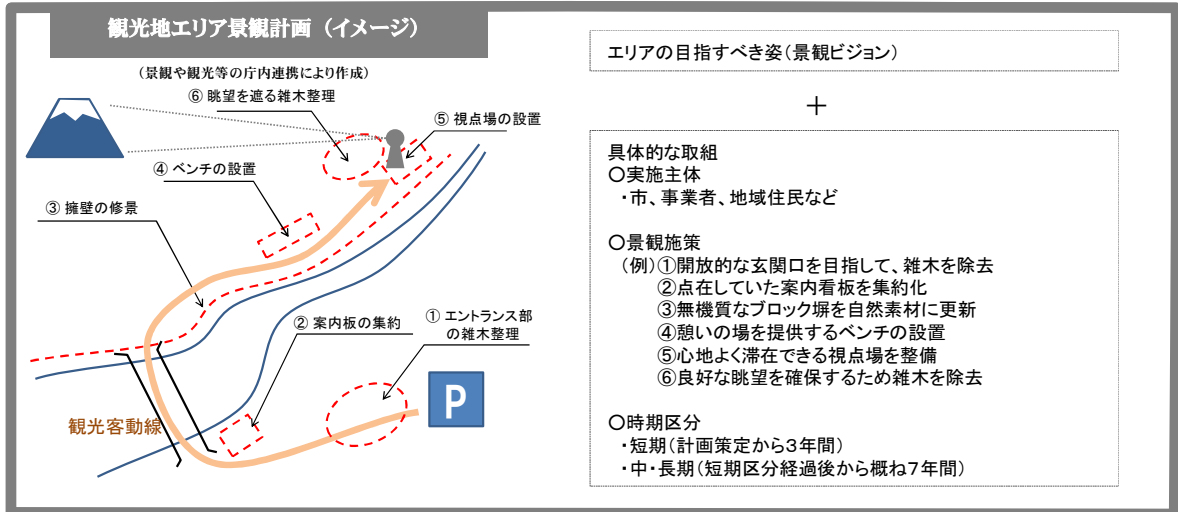 観光地エリア景観計画（イメージ）
（景観や観光等の庁内連携により作成）
⑥ 眺望を遮る雑木整理
⑤ 視点場の設置
④ ベンチの設置
③ 擁壁の修景
② 案内板の集約
① エントランス部
の雑木整理
P
観光客動線
エリアの目指すべき姿（景観ビジョン）
＋
具体的な取組
〇実施主体
・市、事業者、地域住民など
〇景観施策
（例）①開放的な玄関口を目指して、雑木を除去
②点在していた案内看板を集約化
③無機質なブロック塀を自然素材に更新
④憩いの場を提供するベンチの設置
⑤心地よく滞在できる視点場を整備
⑥良好な眺望を確保するため雑木を除去
〇時期区分
・短期（計画策定から3年間）
・中・長期（短期区分経過後から概ね７年間）